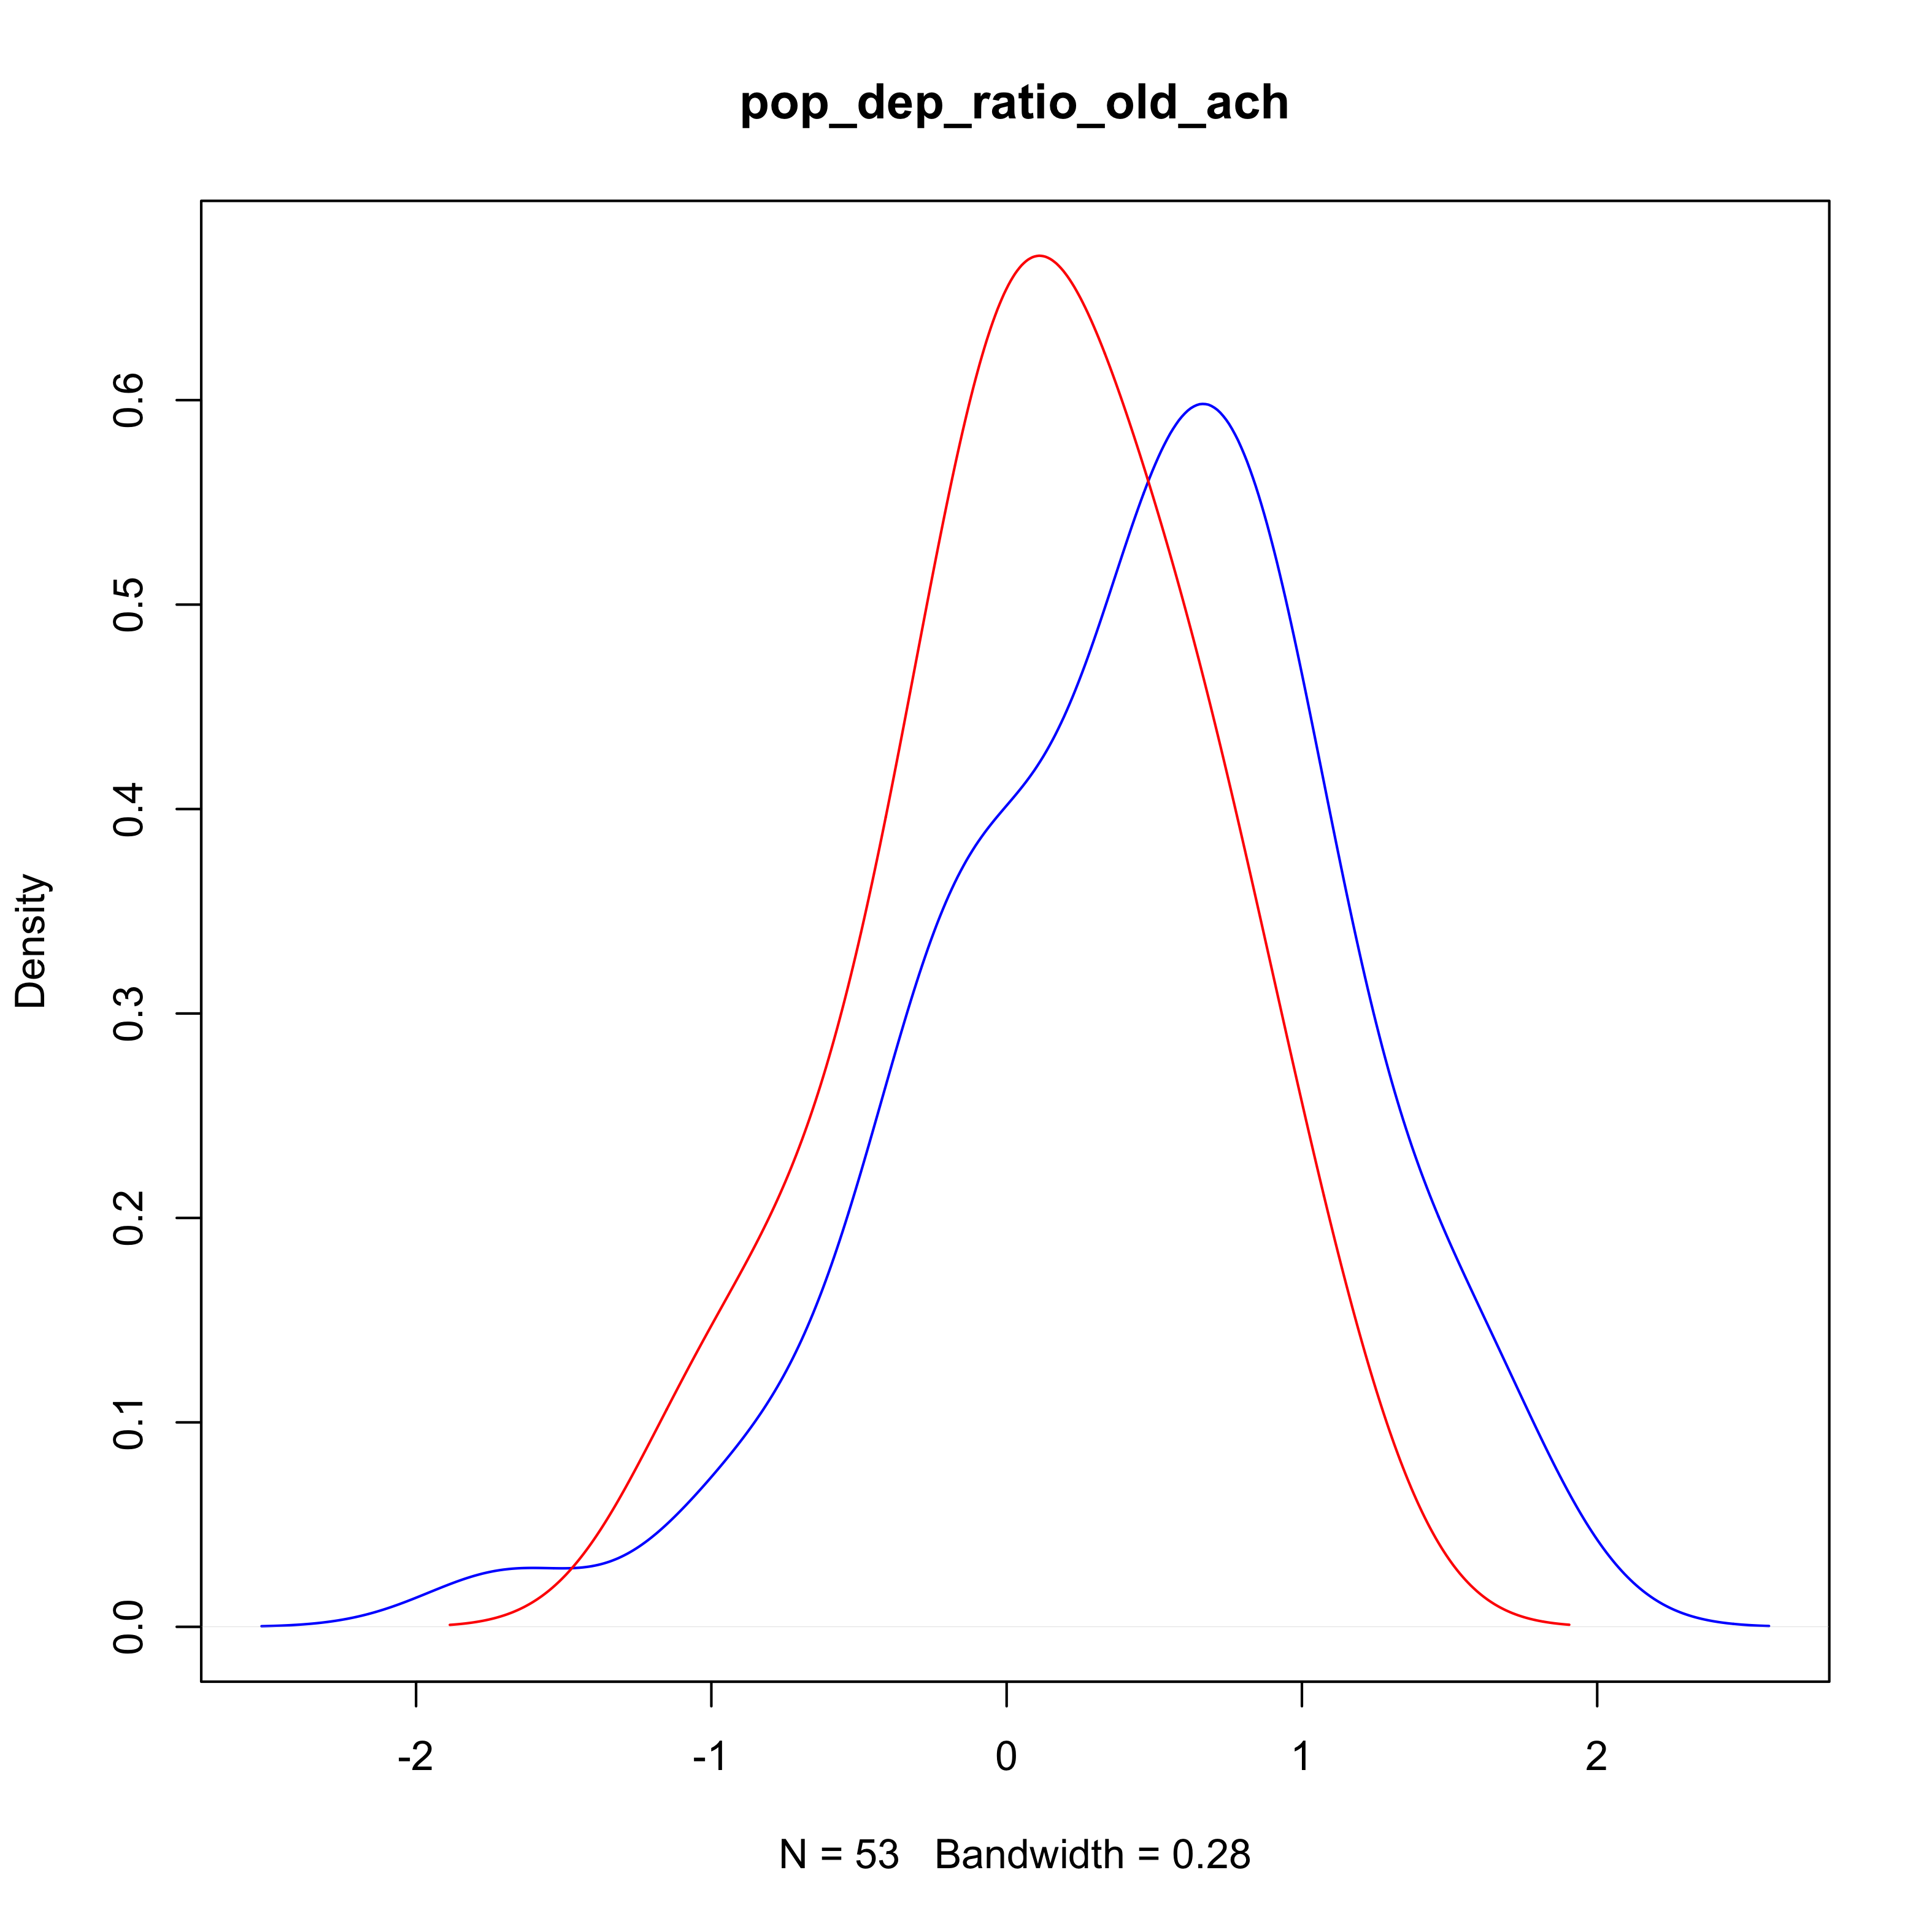 pop_dep_ratio_old_ach
Density
0.6
0.5
0.4
0.3
0.2
0.1
0.0
-2 -1 0 1 2
N = 53 Bandwidth = 0.28